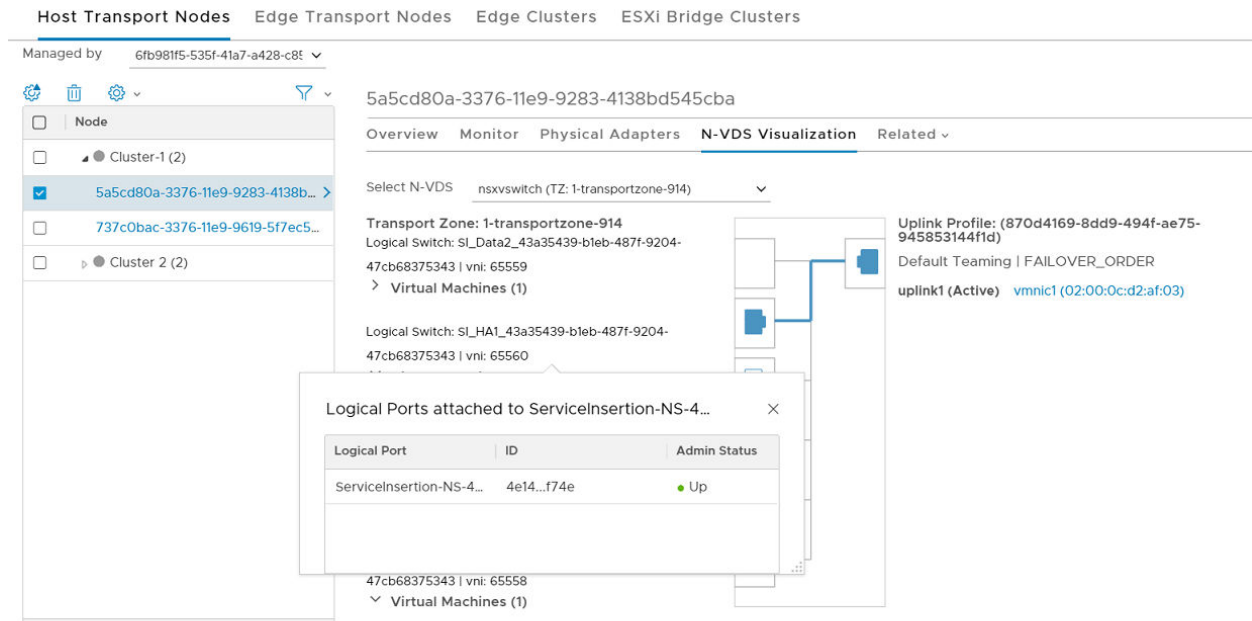 Host Transport Nodes Edge Transport Nodes Edge Clusters ESXi Bridge Clusters
Managed by 6fb981f5-535f-41a7-a428-c85
Node
Cluster-1 (2)
5a5cd80a-3376-11e9-9283-4138b...
737c0bac-3376-11e9-9619-5f7ec5...
Cluster 2 (2)
5a5cd80a-3376-11e9-9283-4138bd545cba
Overview Monitor Physical Adapters N-VDS Visualization Related
Select N-VDS nsxvswitch (TZ: 1-transportzone-914)
Transport Zone: 1-transportzone-914
Logical Switch: SI_Data2_43a35439-b1eb-487f-9204-
47cb68375343 | vni: 65559
Virtual Machines (1)
Logical Switch: SI_HA1_43a35439-b1eb-487f-9204-
47cb68375343 | vni: 65560
Uplink Profile: (870d4169-8dd9-494f-ae75-
945853144f1d)
Default Teaming | FAILOVER_ORDER
uplink1 (Active) vmnic1 (02:00:0c:d2:af:03)
Logical Ports attached to ServiceInsertion-NS-4...
Logical Port ID Admin Status
ServiceInsertion-NS-4... 4e14...f74e Up
47cb68375343 | vni: 65558
Virtual Machines (1)